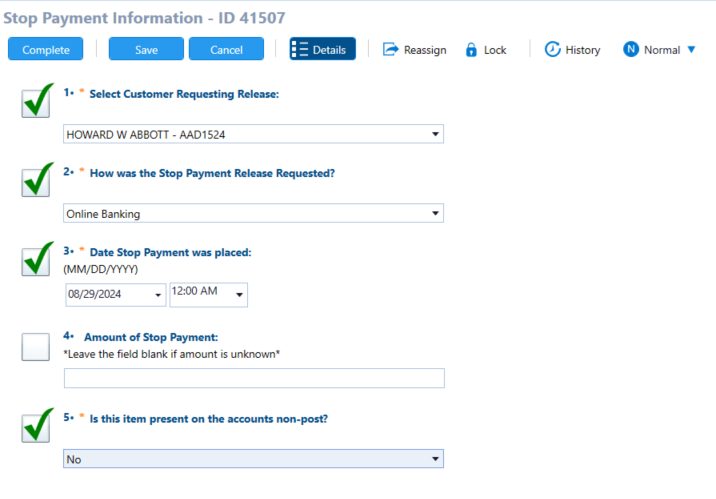 Stop Payment Information - ID 41507
Complete Save Cancel Details Reassign Lock History N Normal
1. * Select Customer Requesting Release:
HOWARD W ABBOTT - AAD1524
2. * How was the Stop Payment Release Requested?
Online Banking
3. * Date Stop Payment was placed:
(MM/DD/YYYY)
08/29/2024 12:00 AM
4. Amount of Stop Payment:
*Leave the field blank if amount is unknown*
5. * Is this item present on the accounts non-post?
No